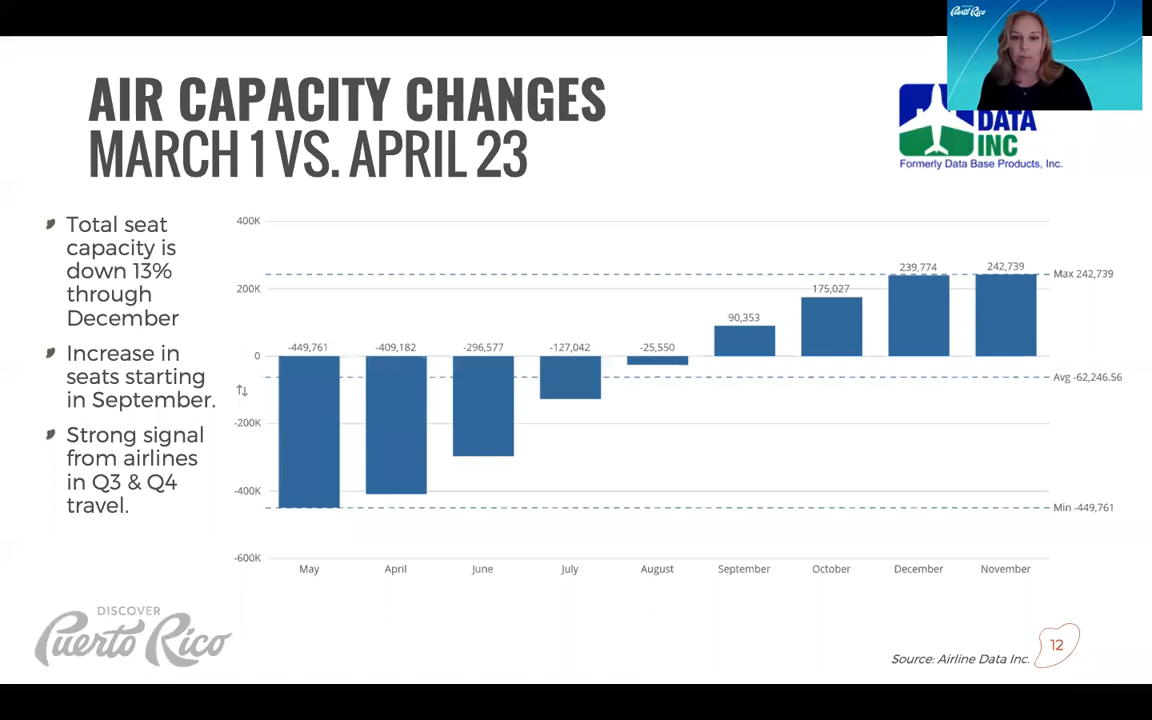 Puerto Rico
AIR CAPACITY CHANGES
MARCH 1 VS. APRIL 23
DATA
INC
Formerly Data Base Products, Inc.
Total seat
capacity is
down 13%
through
December
Increase in
seats starting
in September.
Strong signal
from airlines
in Q3 & Q4
travel.
400K
200K
0
-200K
-400K
-600K
-449,761
-409,182
-296,577
-127,042
-25,550
90,353
175,027
239,774
242,739
Max 242,739
Avg -62,246.56
Min -449,761
May
April
June
July
August
September
October
December
November
DISCOVER
Puerto Rico
Source: Airline Data Inc.
12